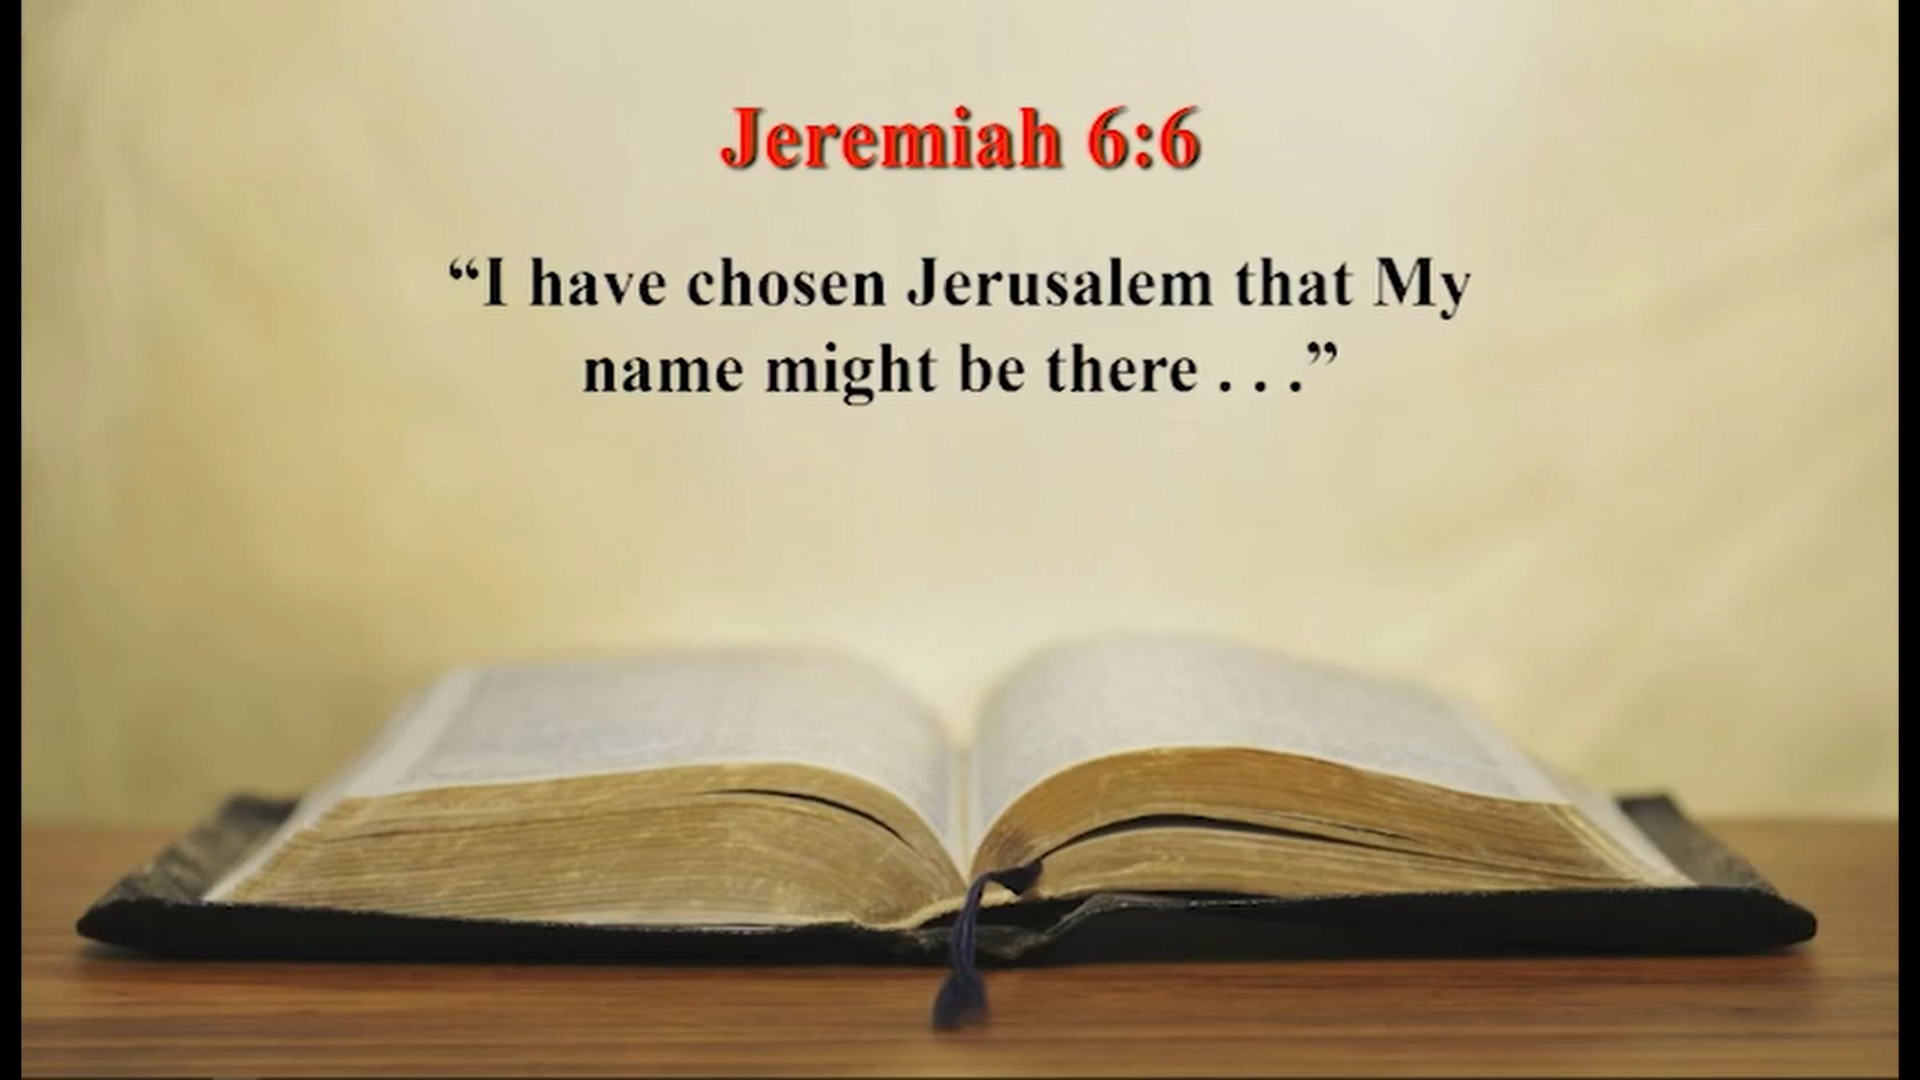 Jeremiah 6:6
“I have chosen Jerusalem that My
name might be there . . .”